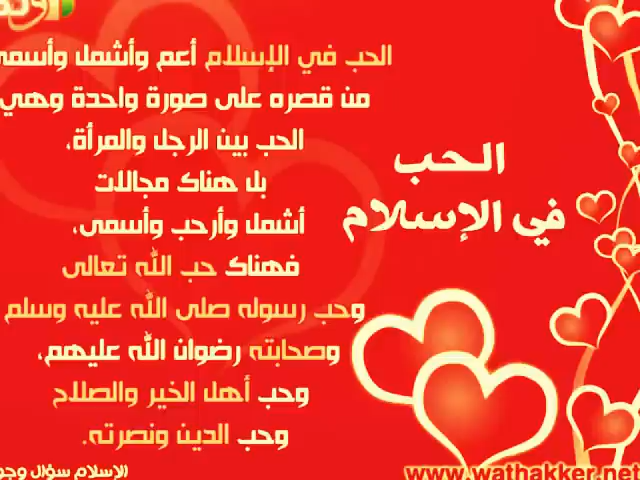 الحب
في الإسلام
الحب في الإسلام أعم وأشمل وأسمى
من قصره على صورة واحدة وهي
الحب بين الرجل والمرأة،
بل هناك مجالات
أشمل وأرحب وأسمى،
فهناك حب الله تعالى
وحب رسوله صلى الله عليه وسلم
وصحابته رضوان الله عليهم،
وحب أهل الخير والصلاح
وحب الدين ونصرته.
الإسلام سؤال
www.wathakker.net